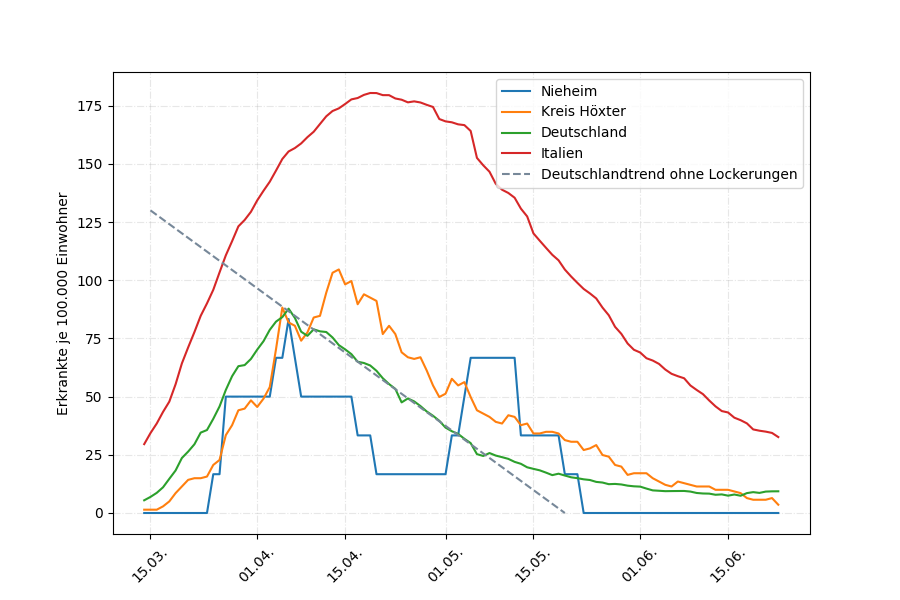 Erkrankte je 100.000 Einwohner
175
150
125
100
75
50
25
0
Nieheim
Kreis Höxter
Deutschland
Italien
Deutschlandtrend ohne Lockerungen
15.03.
01.04.
15.04.
01.05.
15.05.
01.06.
15.06.